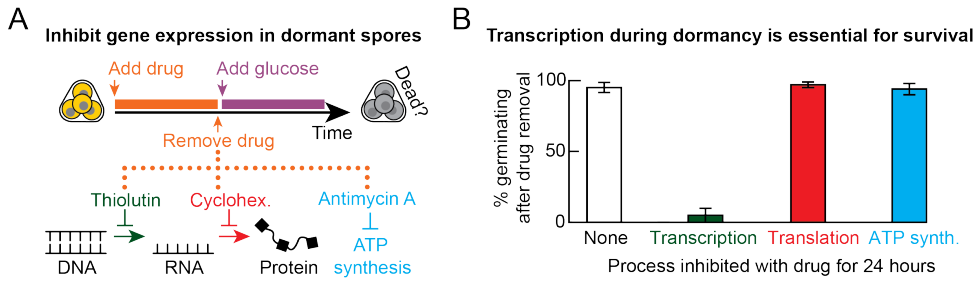 A
Inhibit gene expression in dormant spores
Add drug
Add glucose
Dead?
Time
Remove drug
Thiolutin
Cyclohex.
Antimycin A
DNA
RNA
Protein
ATP
synthesis
B
Transcription during dormancy is essential for survival
% germinating
after drug removal
100
50
0
None
Transcription
Translation
ATP synth.
Process inhibited with drug for 24 hours